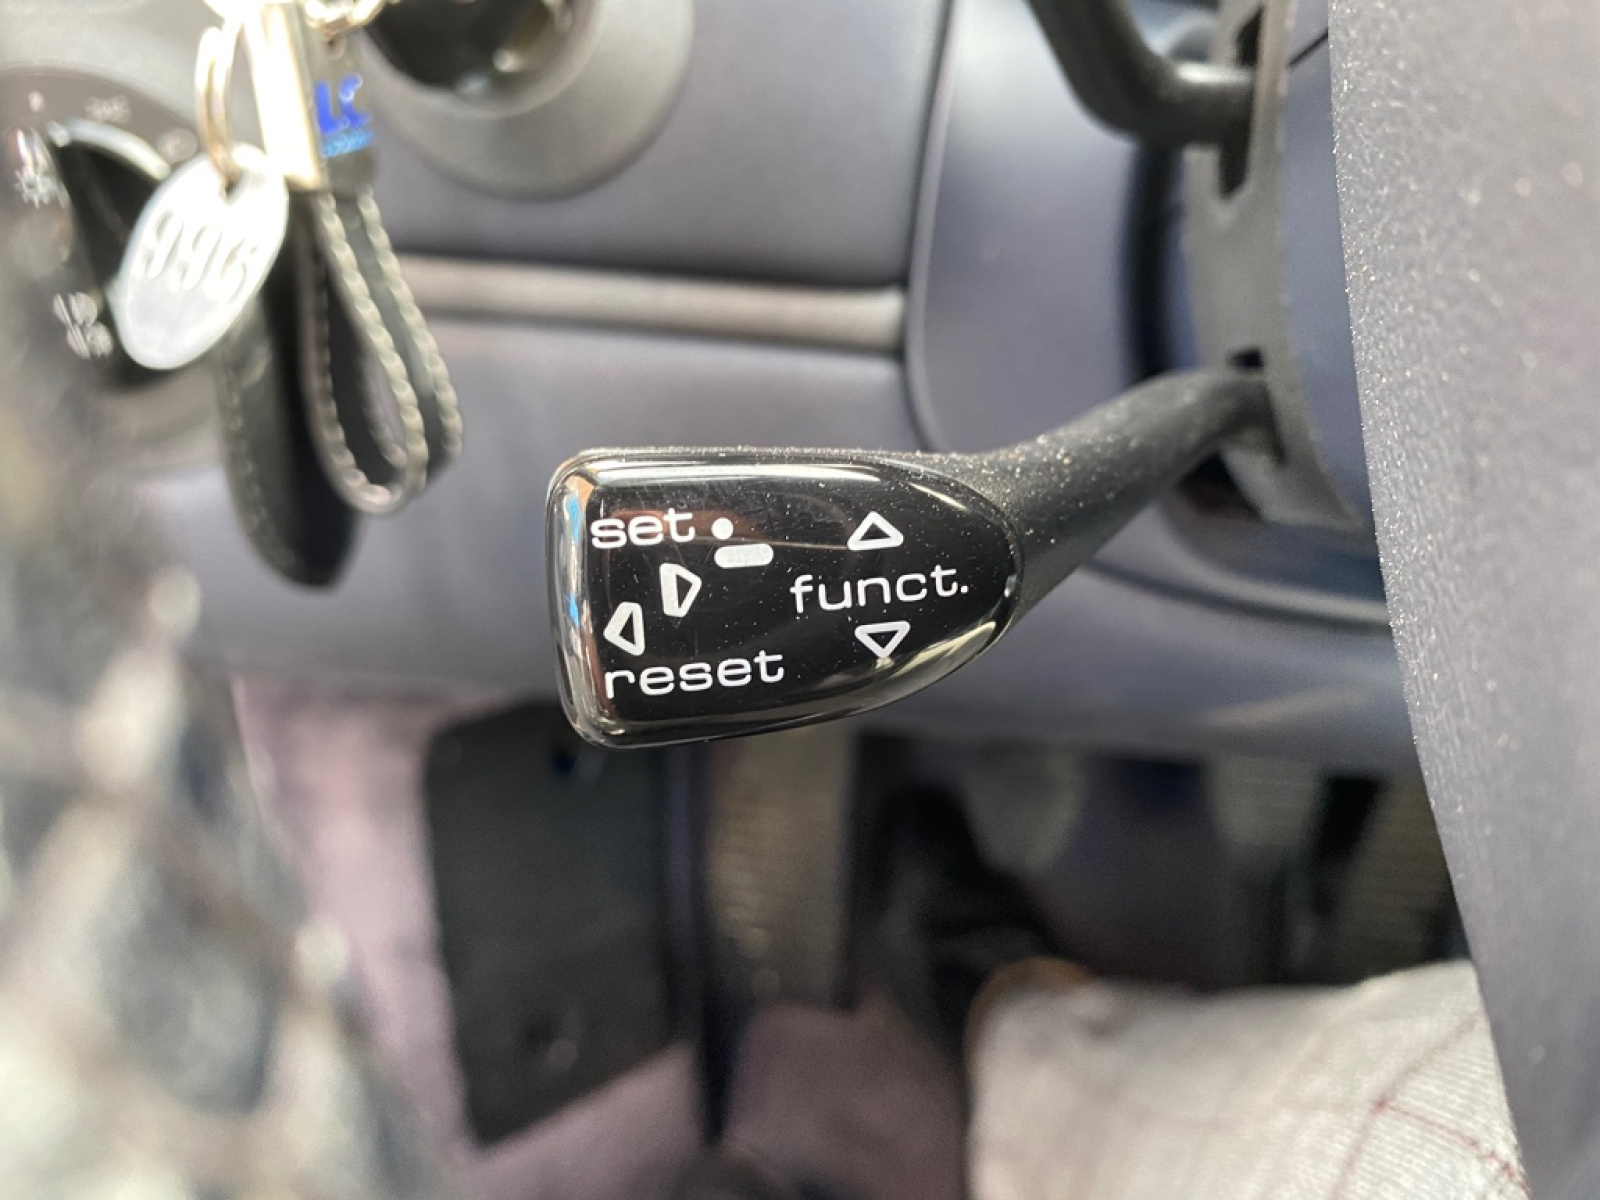 996
set
funct.
reset